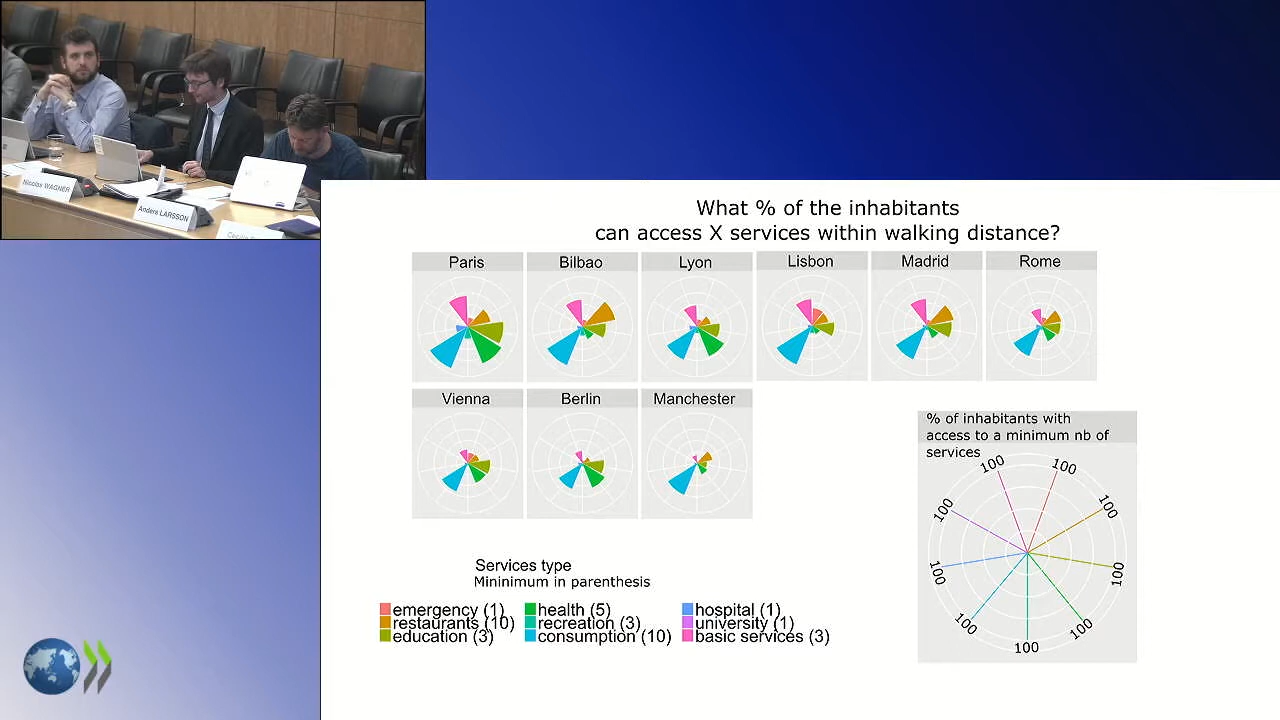 Nicolas WAGNER
Anders LARSSON
What % of the inhabitants
can access X services within walking distance?
Paris
Bilbao
Lyon
Lisbon
Madrid
Rome
Vienna
Berlin
Manchester
% of inhabitants with
access to a minimum nb of
services
100
100
100
100
100
100
100
100
100
Services type
Mininimum in parenthesis
emergency (1)
health (5)
hospital (1)
restaurants (10)
recreation (3)
university (1)
education (3)
consumption (10)
basic services (3)